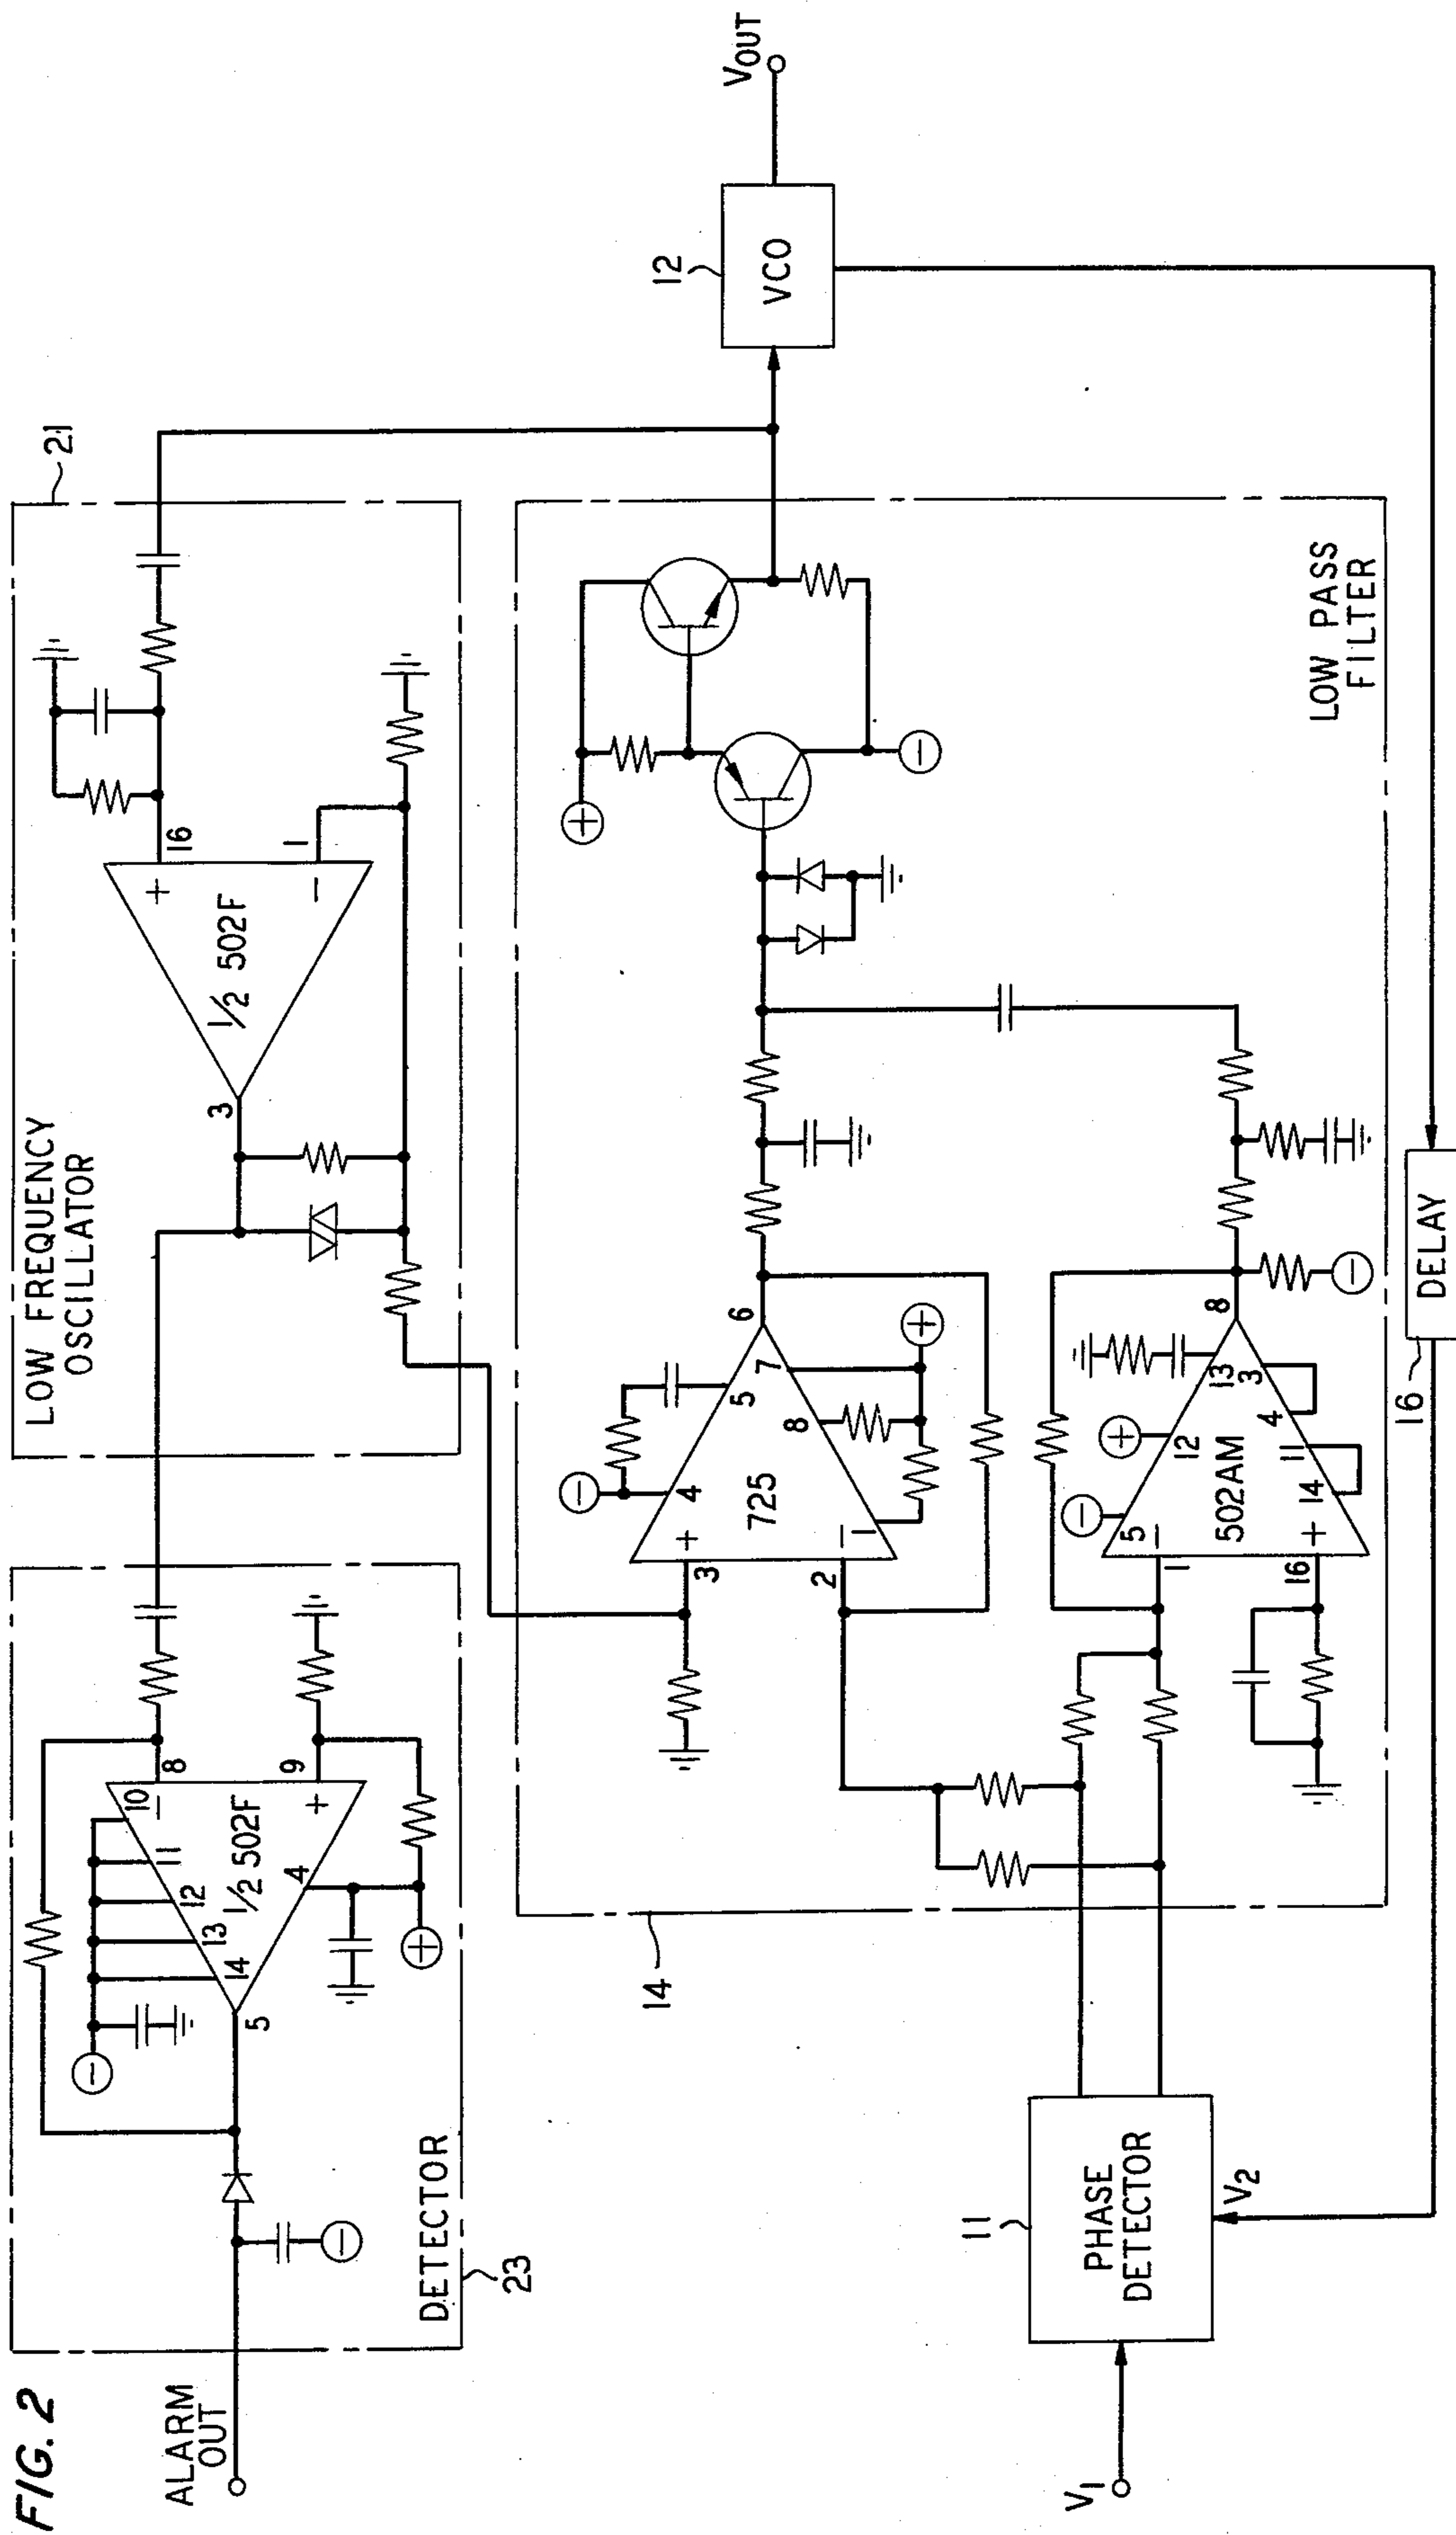 FIG. 2
ALARM
OUT
5
14
13
12
11
10
8
−
1/2 502F
4
+
9
DETECTOR
23
LOW FREQUENCY
OSCILLATOR
3
1/2 502F
+
16
−
1
21
−
+
4
5
3
+
725
6
7
8
−
1
2
+
+
−
12
VCO
VOUT
14
−
5
−
1
+
12
13
8
502AM
3
4
11
14
+
16
−
LOW PASS
FILTER
V1
11
PHASE
DETECTOR
V2
16
DELAY